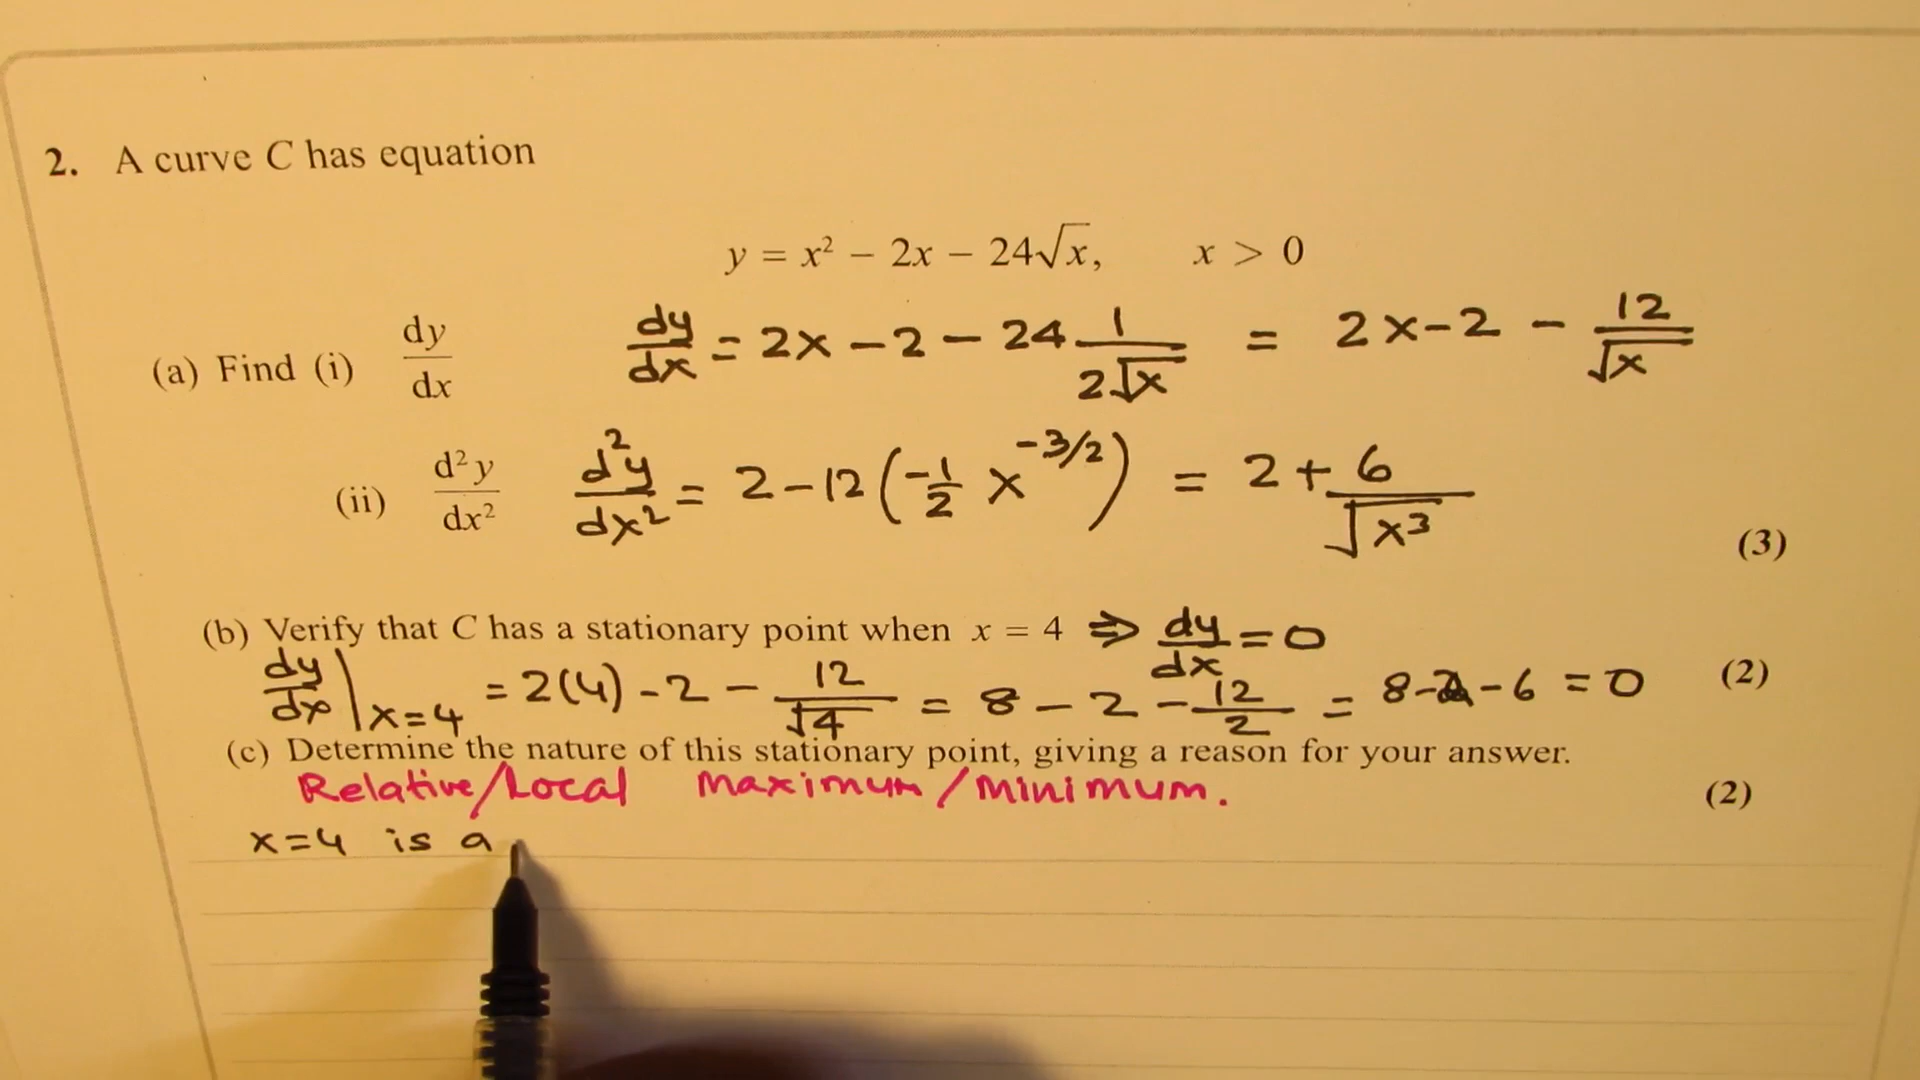 2. A curve C has equation
y = x² − 2x − 24√x, x > 0
(a) Find (i) dy/dx dy/dx = 2x − 2 − 24 1/(2√x) = 2x − 2 − 12/√x
(ii) d²y/dx² d²y/dx² = 2 − 12(−1/2 x^(−3/2)) = 2 + 6/√x³
(3)
(b) Verify that C has a stationary point when x = 4 ⇒ dy/dx = 0
dy/dx|x=4 = 2(4) − 2 − 12/√4 = 8 − 2 − 12/2 = 8 − 2 − 6 = 0 (2)
(c) Determine the nature of this stationary point, giving a reason for your answer.
Relative/Local Maximum/Minimum. (2)
x = 4 is a